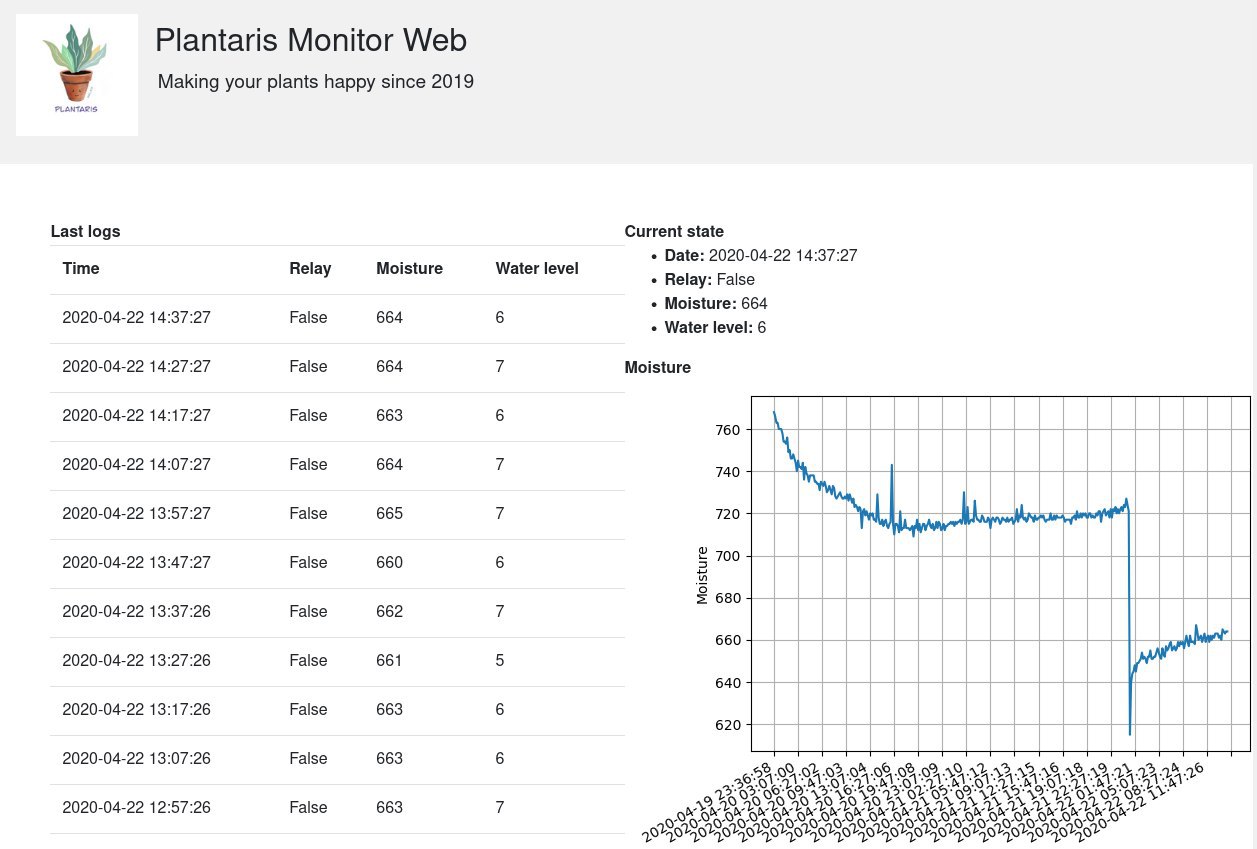 PLANTARIS
Plantaris Monitor Web
Making your plants happy since 2019
Last logs
Time Relay Moisture Water level
2020-04-22 14:37:27 False 664 6
2020-04-22 14:27:27 False 664 7
2020-04-22 14:17:27 False 663 6
2020-04-22 14:07:27 False 664 7
2020-04-22 13:57:27 False 665 7
2020-04-22 13:47:27 False 660 6
2020-04-22 13:37:26 False 662 7
2020-04-22 13:27:26 False 661 5
2020-04-22 13:17:26 False 663 6
2020-04-22 13:07:26 False 663 6
2020-04-22 12:57:26 False 663 7
Current state
• Date: 2020-04-22 14:37:27
• Relay: False
• Moisture: 664
• Water level: 6
Moisture
760
740
720
700
680
660
640
620
Moisture
2020-04-19 23:36:58
2020-04-20 03:07:00
2020-04-20 06:27:02
2020-04-20 09:47:03
2020-04-20 13:07:04
2020-04-20 16:27:06
2020-04-20 19:47:08
2020-04-20 23:07:09
2020-04-21 02:27:10
2020-04-21 05:47:12
2020-04-21 09:07:13
2020-04-21 12:27:15
2020-04-21 15:47:16
2020-04-21 19:07:18
2020-04-21 22:27:19
2020-04-22 01:47:21
2020-04-22 05:07:23
2020-04-22 08:27:24
2020-04-22 11:47:26